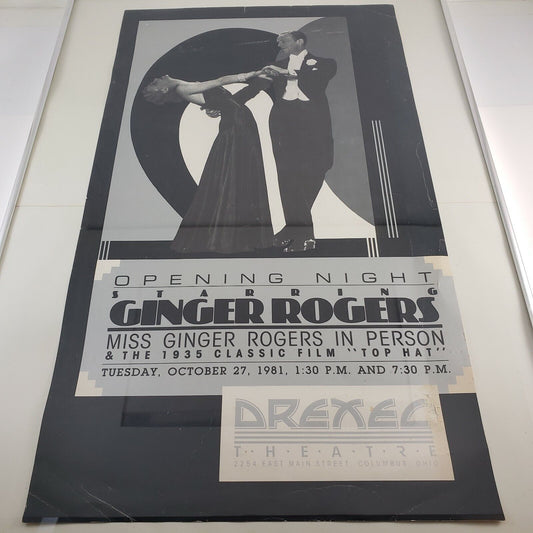 OPENING NIGHT
STARRING
GINGER ROGERS
MISS GINGER ROGERS IN PERSON
& THE 1935 CLASSIC FILM "TOP HAT"
TUESDAY, OCTOBER 27, 1981, 1:30 P.M. AND 7:30 P.M.
DREXEL
T·H·E·A·T·R·E
2254 EAST MAIN STREET, COLUMBUS, OHIO